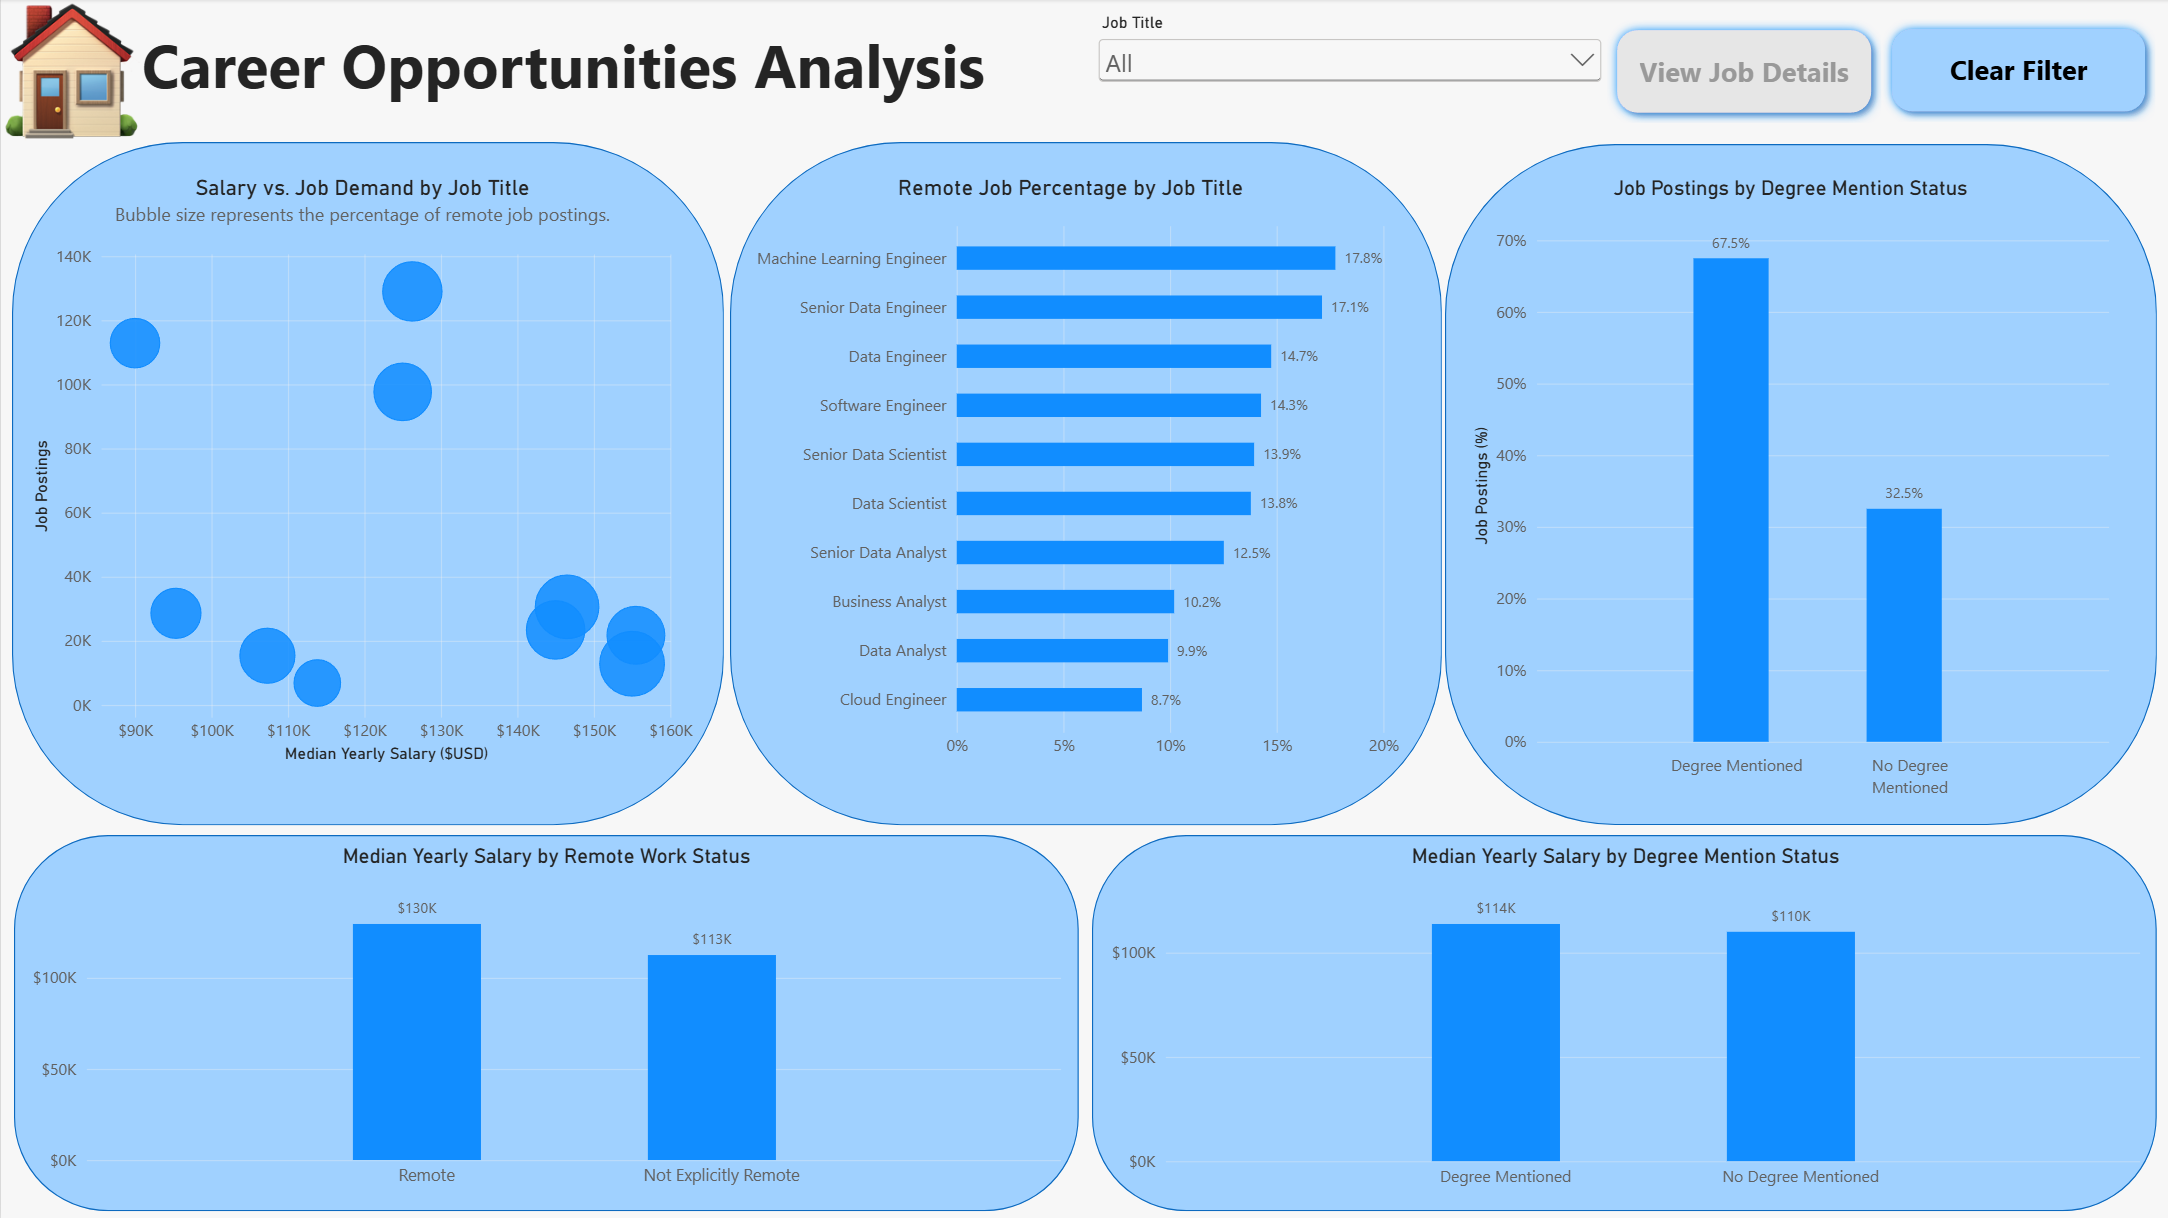 Career Opportunities Analysis
Job Title
All
View Job Details
Clear Filter
Salary vs. Job Demand by Job Title
Bubble size represents the percentage of remote job postings.
140K
120K
100K
80K
60K
40K
20K
0K
Job Postings
$90K
$100K
$110K
$120K
$130K
$140K
$150K
$160K
Median Yearly Salary ($USD)
Remote Job Percentage by Job Title
Machine Learning Engineer
17.8%
Senior Data Engineer
17.1%
Data Engineer
14.7%
Software Engineer
14.3%
Senior Data Scientist
13.9%
Data Scientist
13.8%
Senior Data Analyst
12.5%
Business Analyst
10.2%
Data Analyst
9.9%
Cloud Engineer
8.7%
0%
5%
10%
15%
20%
Job Postings by Degree Mention Status
70%
60%
50%
40%
30%
20%
10%
0%
Job Postings (%)
67.5%
32.5%
Degree Mentioned
No Degree
Mentioned
Median Yearly Salary by Remote Work Status
$100K
$50K
$0K
$130K
$113K
Remote
Not Explicitly Remote
Median Yearly Salary by Degree Mention Status
$100K
$50K
$0K
$114K
$110K
Degree Mentioned
No Degree Mentioned